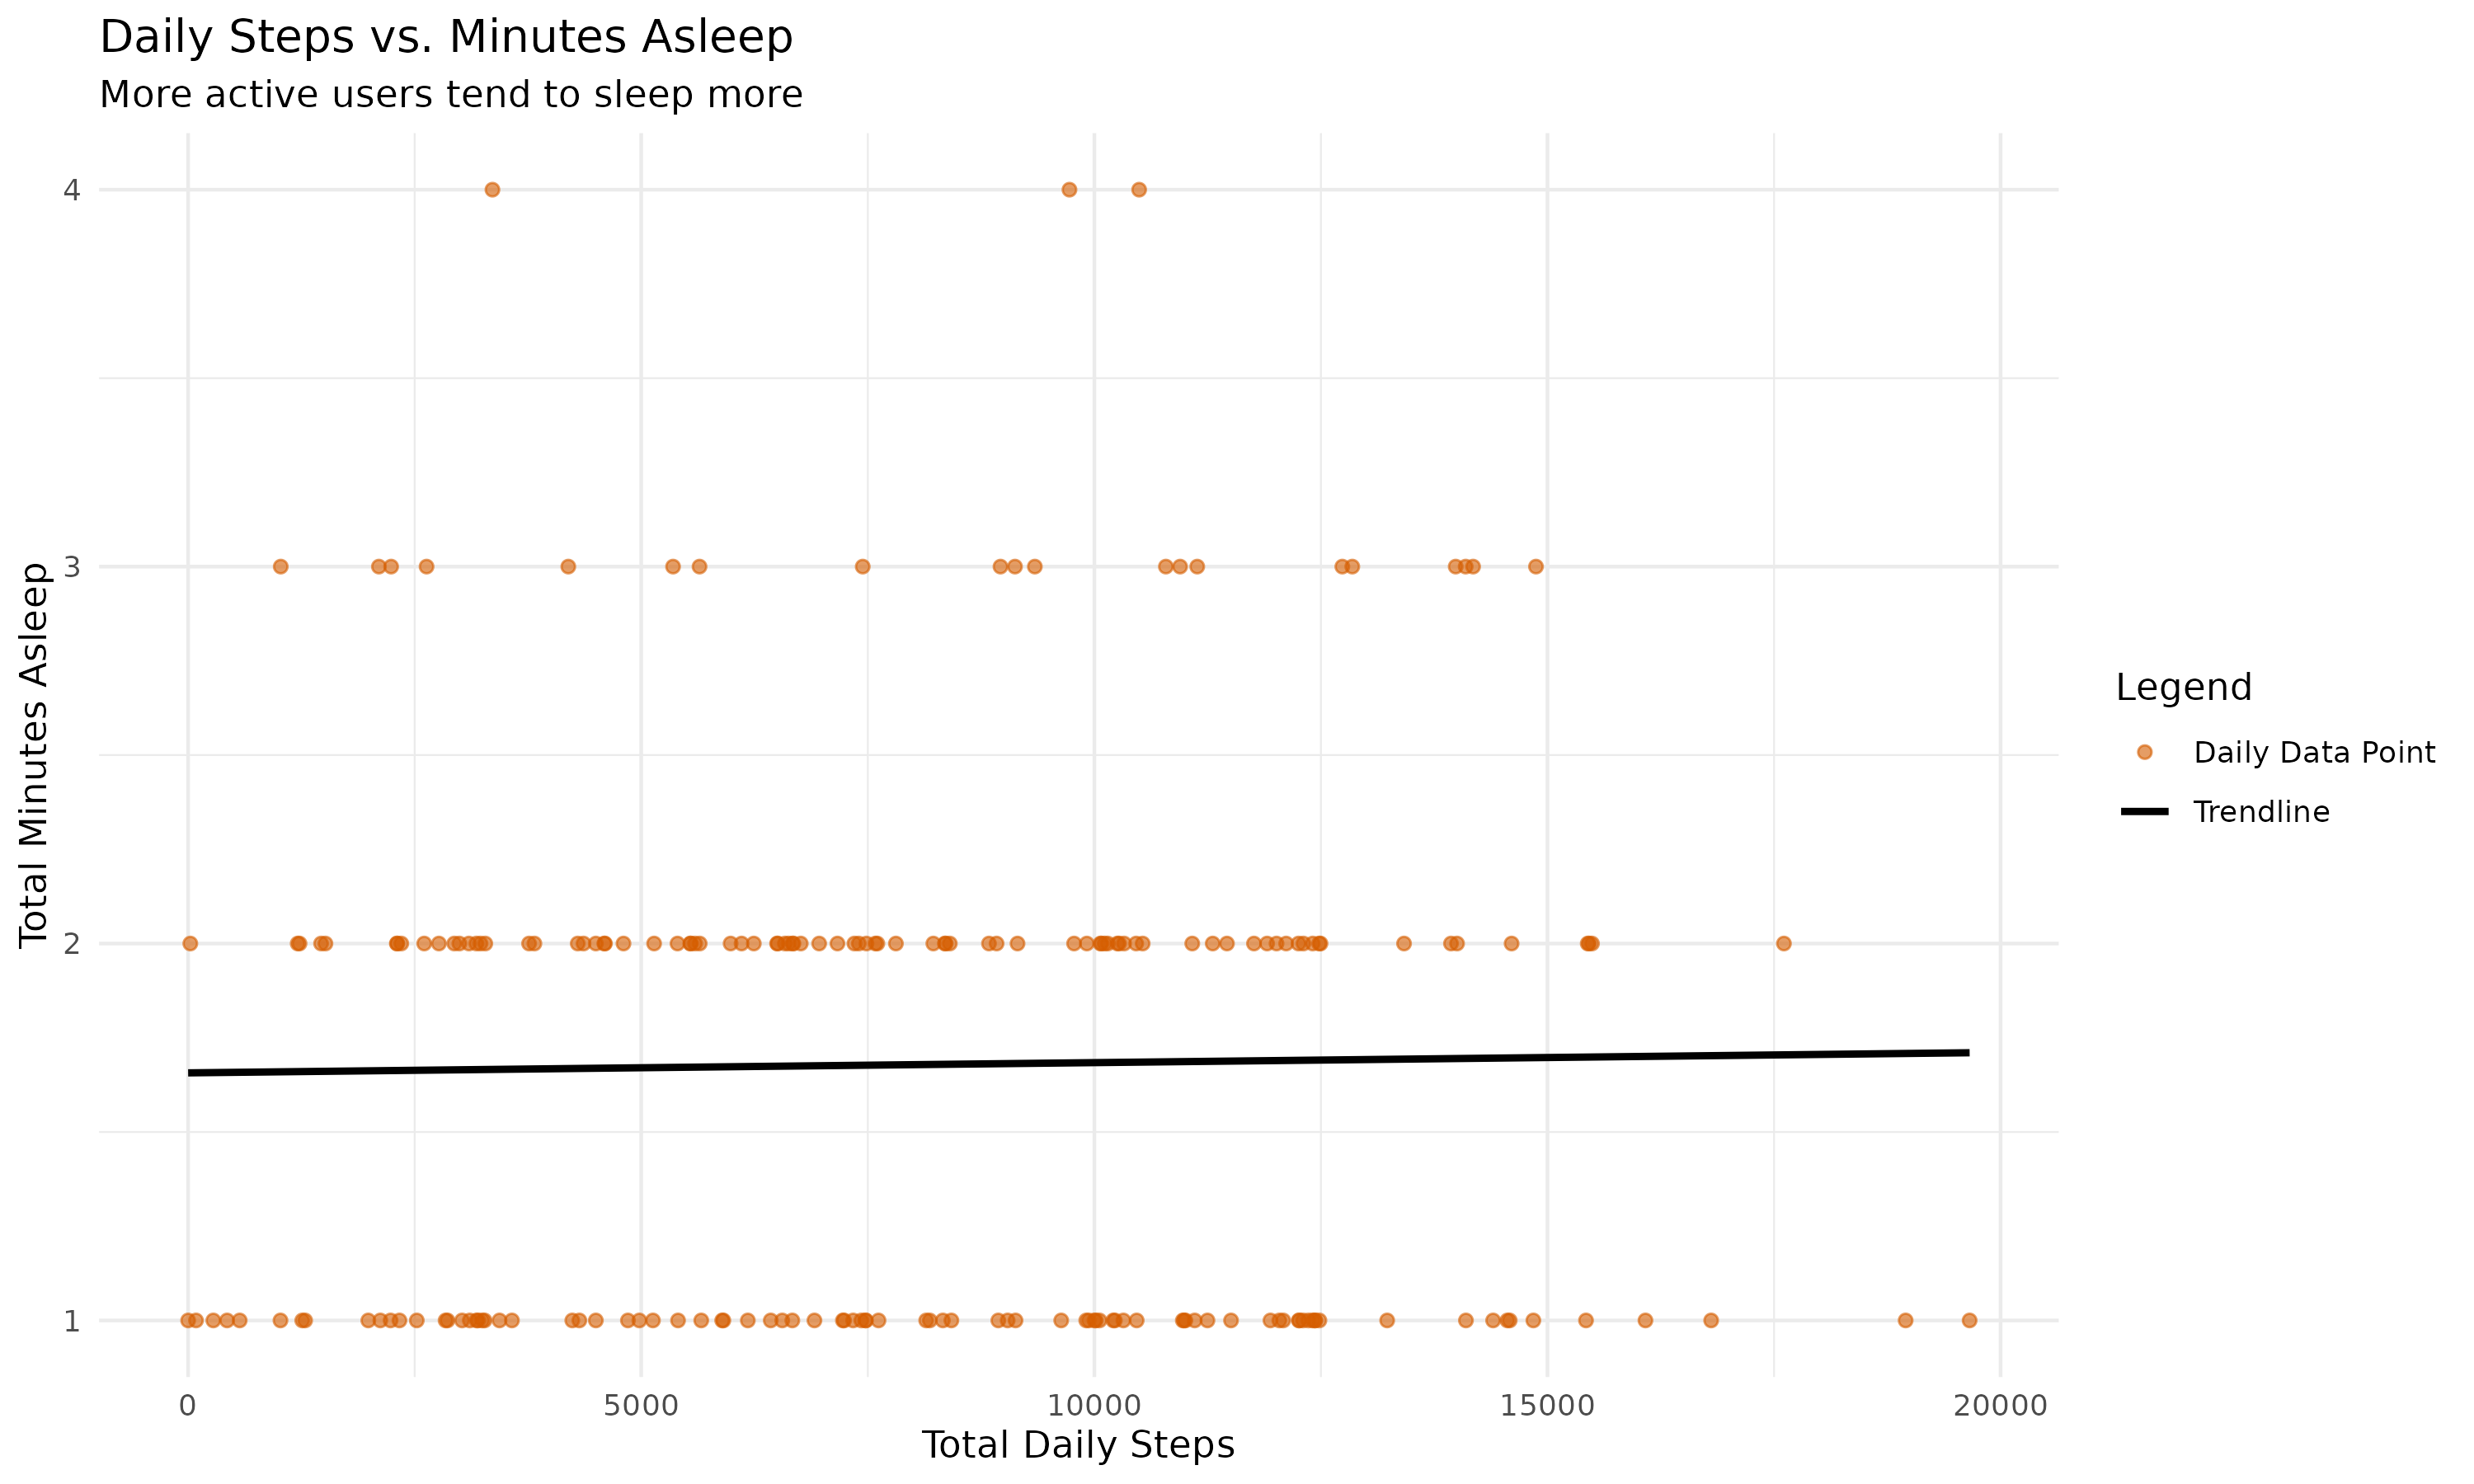 Daily Steps vs. Minutes Asleep
More active users tend to sleep more
Total Minutes Asleep
4
3
2
1
0
5000
10000
15000
20000
Total Daily Steps
Legend
Daily Data Point
Trendline